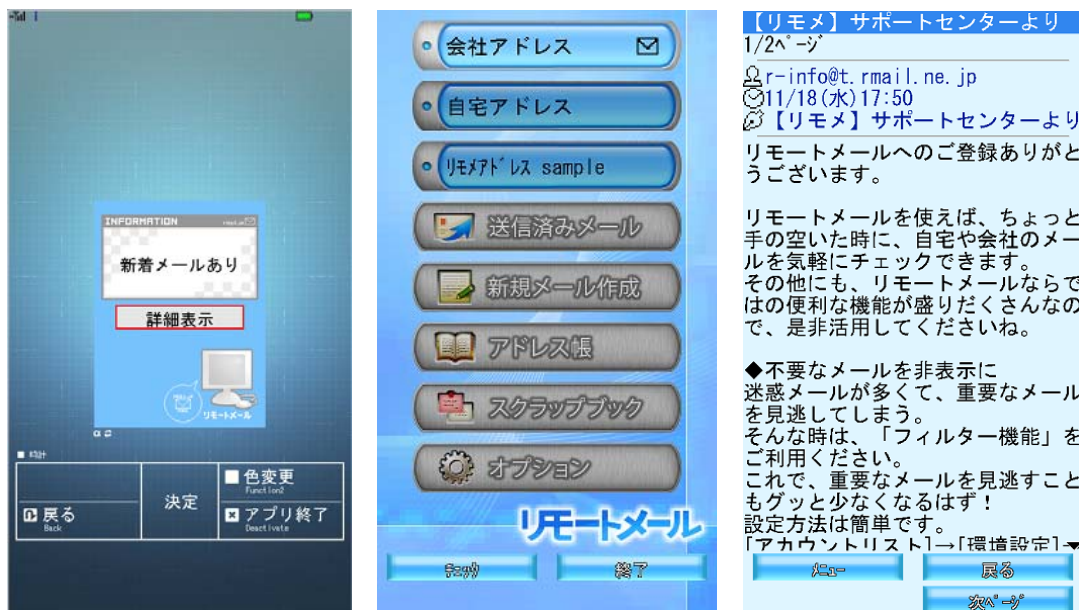 INFORMATION
新着メールあり
詳細表示
リモートメール
■ 時計
色変更
Function2
決定
戻る
Back
アプリ終了
Deactivate
会社アドレス
自宅アドレス
ﾘﾓﾒｱﾄﾞﾚｽ sample
送信済みメール
新規メール作成
アドレス帳
スクラップブック
オプション
リモートメール
ﾁｪｯｸ
終了
【リモメ】サポートセンターより
1/2ﾍﾟｰｼﾞ
r-info@t.rmail.ne.jp
11/18(水)17:50
【リモメ】サポートセンターより
リモートメールへのご登録ありがと
うございます。
リモートメールを使えば、ちょっと
手の空いた時に、自宅や会社のメー
ルを気軽にチェックできます。
その他にも、リモートメールならで
はの便利な機能が盛りだくさんなの
で、是非活用してくださいね。
◆不要なメールを非表示に
迷惑メールが多くて、重要なメール
を見逃してしまう。
そんな時は、「フィルター機能」を
ご利用ください。
これで、重要なメールを見逃すこと
もグッと少なくなるはず！
設定方法は簡単です。
[アカウントリスト]→[環境設定]→
ﾒﾆｭｰ
戻る
次ﾍﾟｰｼﾞ